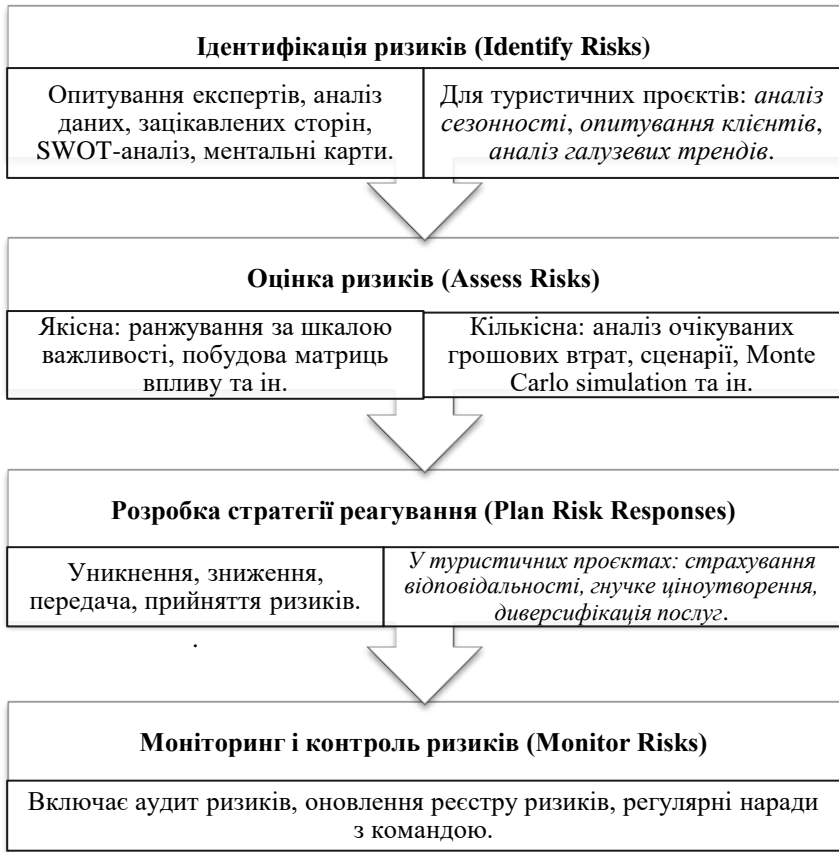 Ідентифікація ризиків (Identify Risks)
Опитування експертів, аналіз
даних, зацікавлених сторін,
SWOT-аналіз, ментальні карти.
Для туристичних проєктів: аналіз
сезонності, опитування клієнтів,
аналіз галузевих трендів.
Оцінка ризиків (Assess Risks)
Якісна: ранжування за шкалою
важливості, побудова матриць
впливу та ін.
Кількісна: аналіз очікуваних
грошових втрат, сценарії, Monte
Carlo simulation та ін.
Розробка стратегії реагування (Plan Risk Responses)
Уникнення, зниження,
передача, прийняття ризиків.
.
У туристичних проєктах: страхування
відповідальності, гнучке ціноутворення,
диверсифікація послуг.
Моніторинг і контроль ризиків (Monitor Risks)
Включає аудит ризиків, оновлення реєстру ризиків, регулярні наради
з командою.